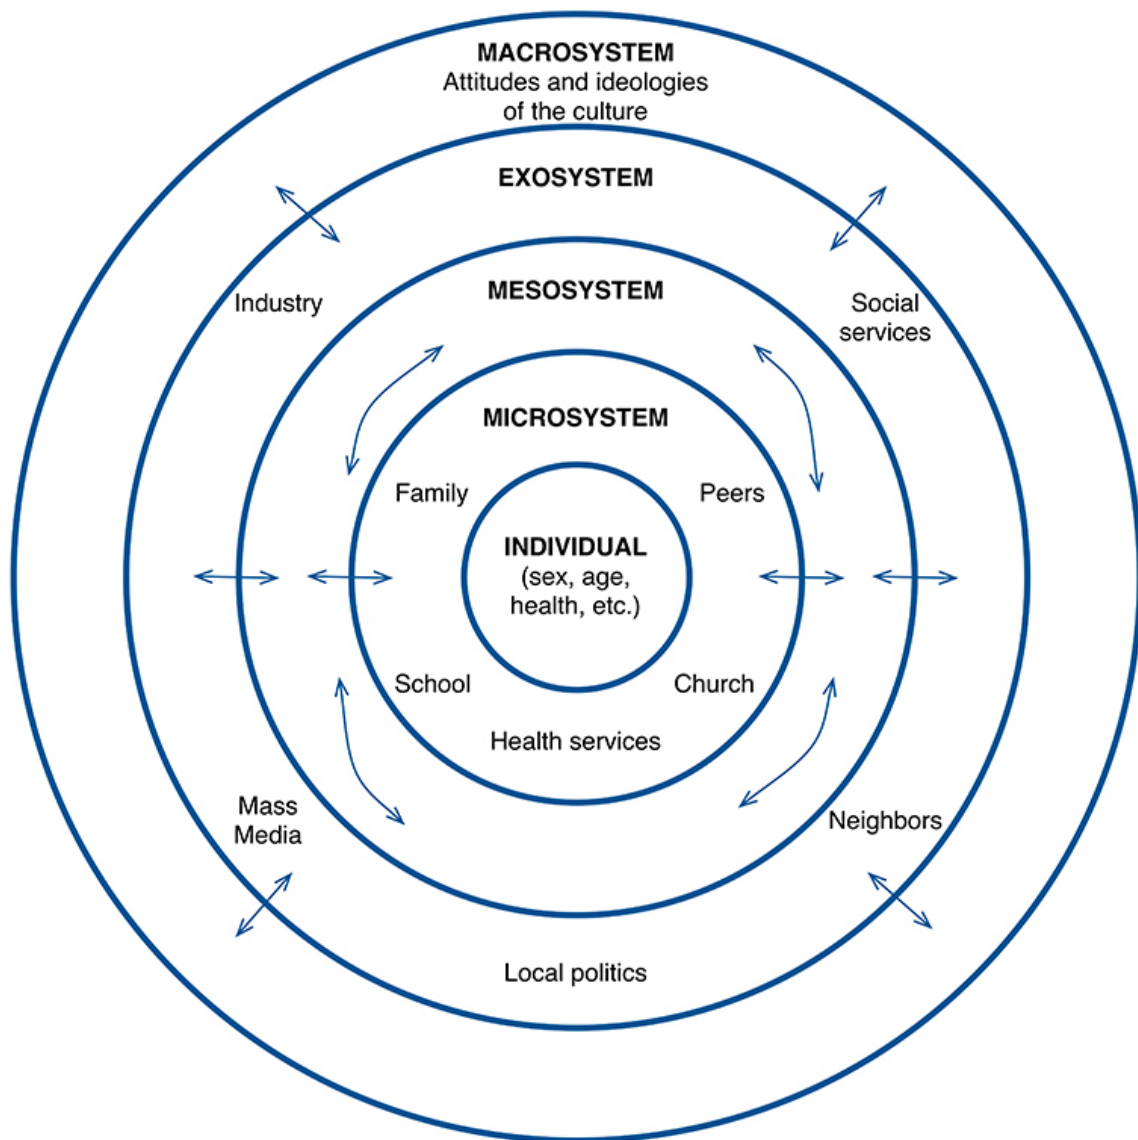 MACROSYSTEM
Attitudes and ideologies
of the culture
EXOSYSTEM
MESOSYSTEM
Industry
Social
services
MICROSYSTEM
Family
Peers
INDIVIDUAL
(sex, age,
health, etc.)
School
Church
Health services
Mass
Media
Neighbors
Local politics